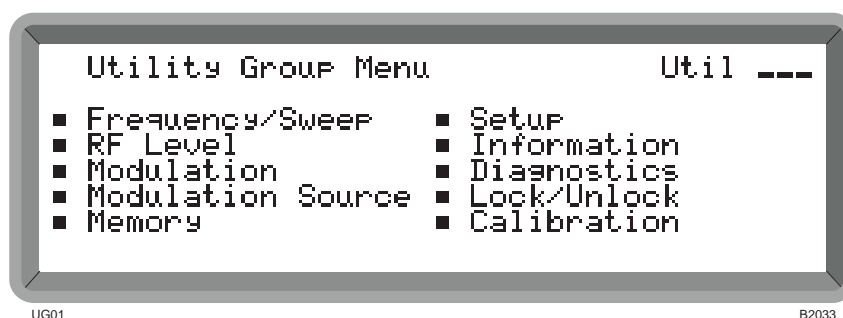 Utility Group Menu Util ___
▪ Frequency/Sweep ▪ Setup
▪ RF Level ▪ Information
▪ Modulation ▪ Diagnostics
▪ Modulation Source ▪ Lock/Unlock
▪ Memory ▪ Calibration
UG01 B2033